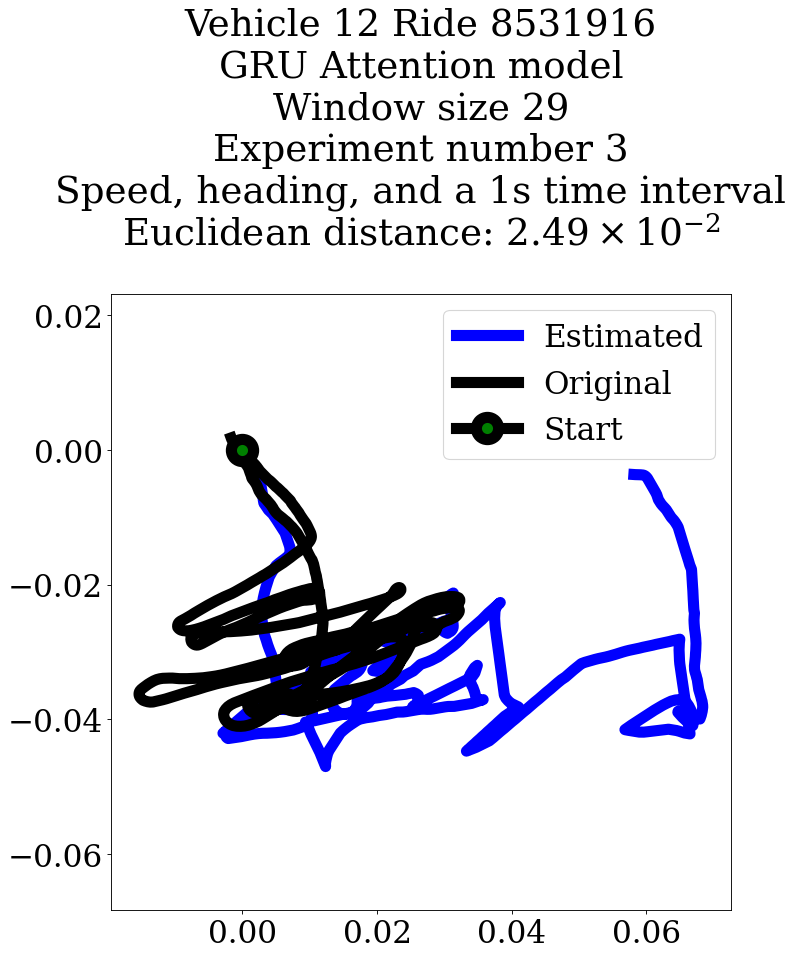 Vehicle 12 Ride 8531916
GRU Attention model
Window size 29
Experiment number 3
Speed, heading, and a 1s time interval
Euclidean distance: 2.49 × 10⁻²
Estimated
Original
Start
0.02
0.00
−0.02
−0.04
−0.06
0.00 0.02 0.04 0.06